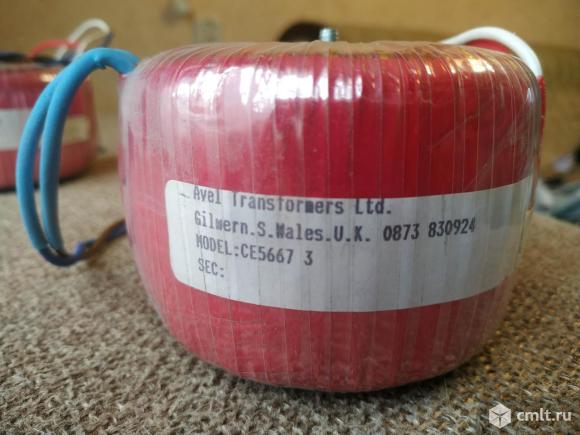 Avel Transformers Ltd.
Gilwern.S.Wales.U.K. 0873 830924
MODEL:CE5667 3
SEC:
cmlt.ru